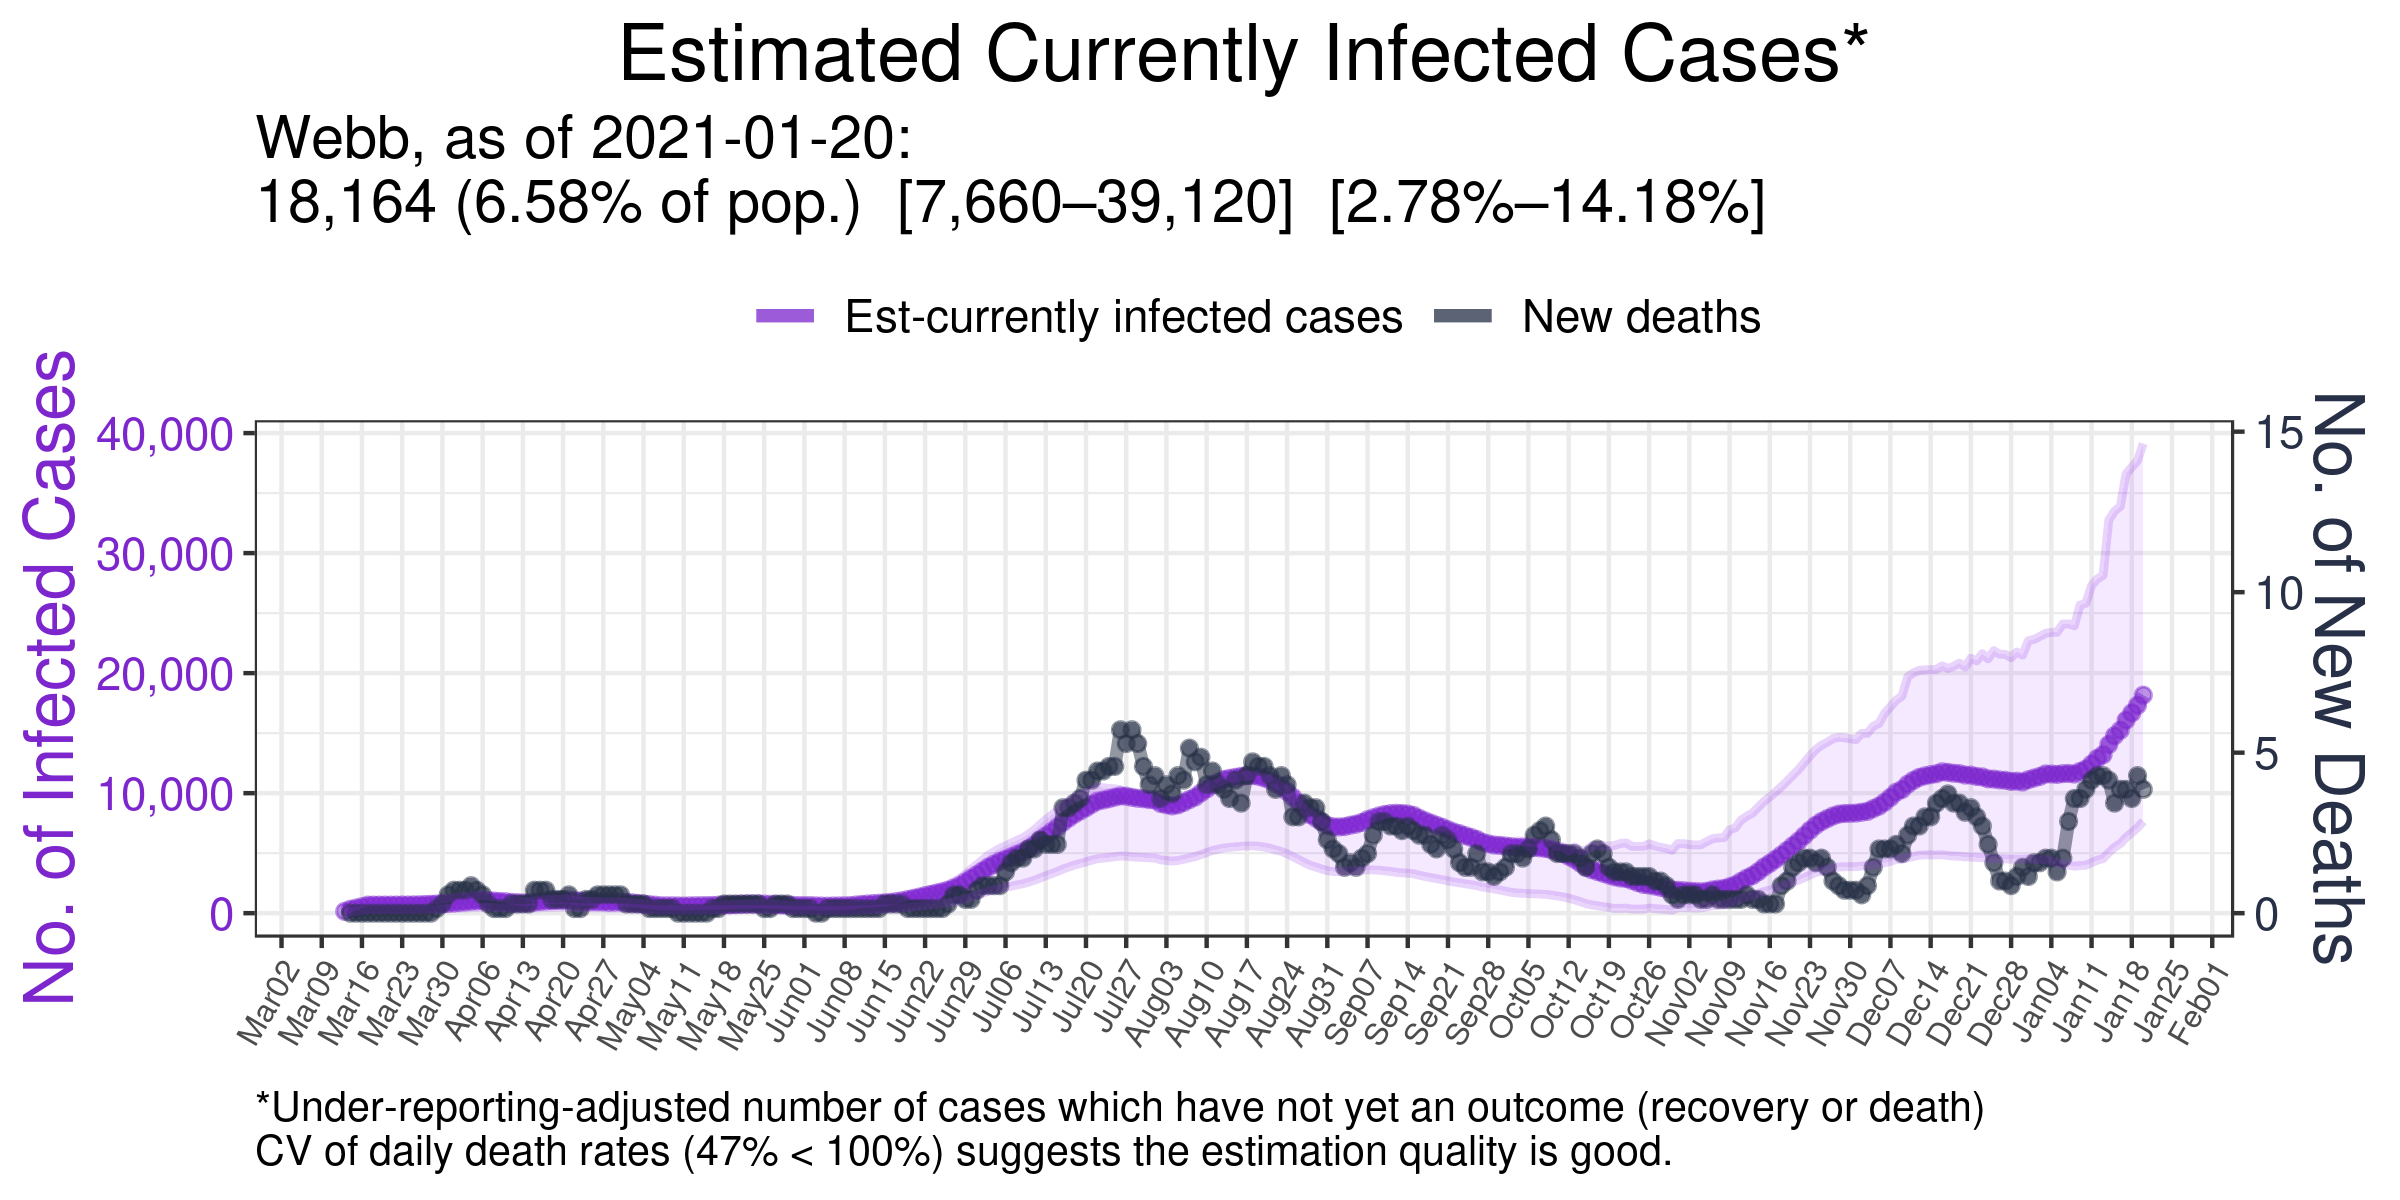 Estimated Currently Infected Cases*
Webb, as of 2021-01-20:
18,164 (6.58% of pop.) [7,660–39,120] [2.78%–14.18%]
Est-currently infected cases
New deaths
No. of Infected Cases
40,000
30,000
20,000
10,000
0
15
10
5
0
No. of New Deaths
Mar02
Mar09
Mar16
Mar23
Mar30
Apr06
Apr13
Apr20
Apr27
May04
May11
May18
May25
Jun01
Jun08
Jun15
Jun22
Jun29
Jul06
Jul13
Jul20
Jul27
Aug03
Aug10
Aug17
Aug24
Aug31
Sep07
Sep14
Sep21
Sep28
Oct05
Oct12
Oct19
Oct26
Nov02
Nov09
Nov16
Nov23
Nov30
Dec07
Dec14
Dec21
Dec28
Jan04
Jan11
Jan18
Jan25
Feb01
*Under-reporting-adjusted number of cases which have not yet an outcome (recovery or death)
CV of daily death rates (47% < 100%) suggests the estimation quality is good.